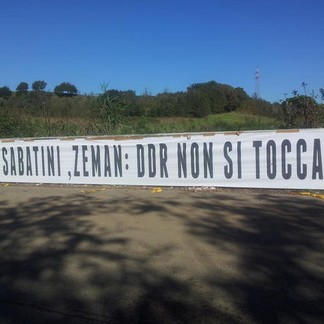 SABATINI ,ZEMAN: DDR NON SI TOCCA